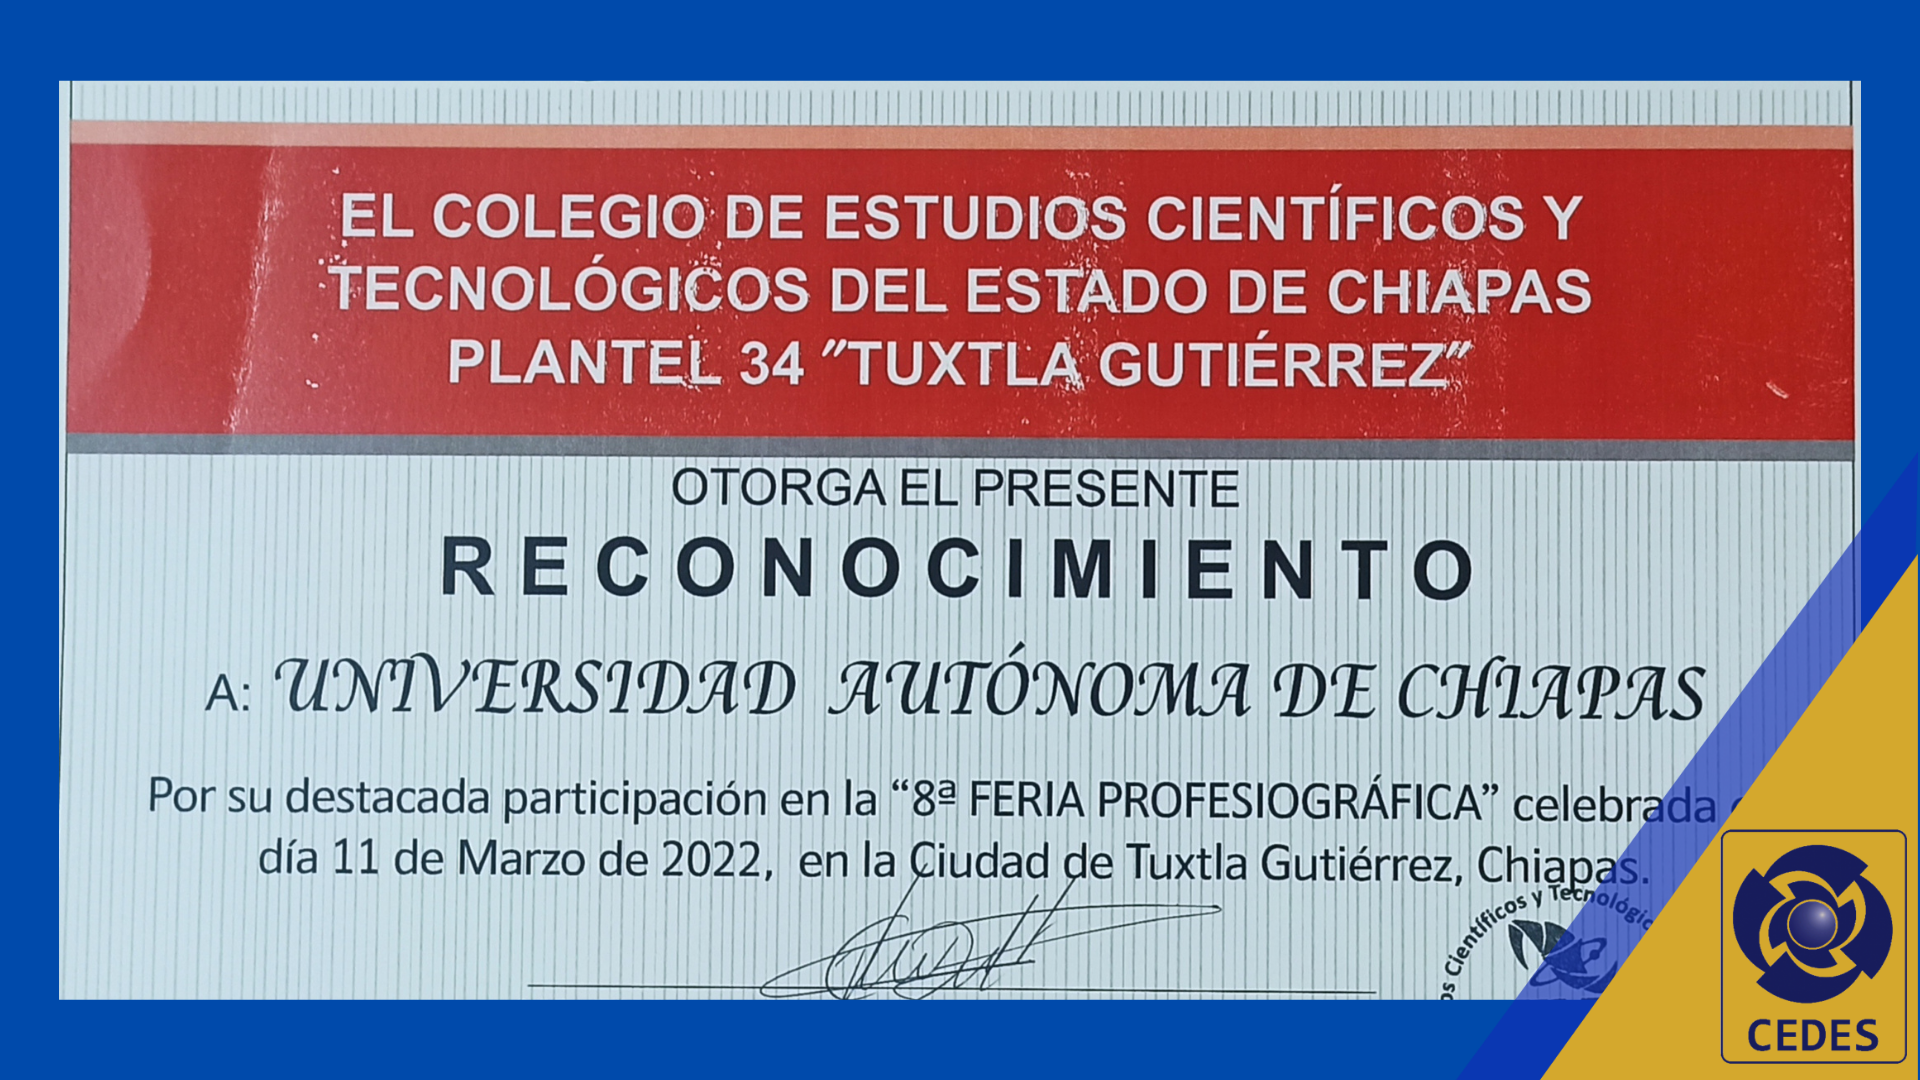 EL COLEGIO DE ESTUDIOS CIENTÍFICOS Y
TECNOLÓGICOS DEL ESTADO DE CHIAPAS
PLANTEL 34 "TUXTLA GUTIÉRREZ"
OTORGA EL PRESENTE
RECONOCIMIENTO
A: UNIVERSIDAD AUTÓNOMA DE CHIAPAS
Por su destacada participación en la “8ª FERIA PROFESIOGRÁFICA” celebrada
día 11 de Marzo de 2022, en la Ciudad de Tuxtla Gutiérrez, Chiapas.
Científicos y
CEDES